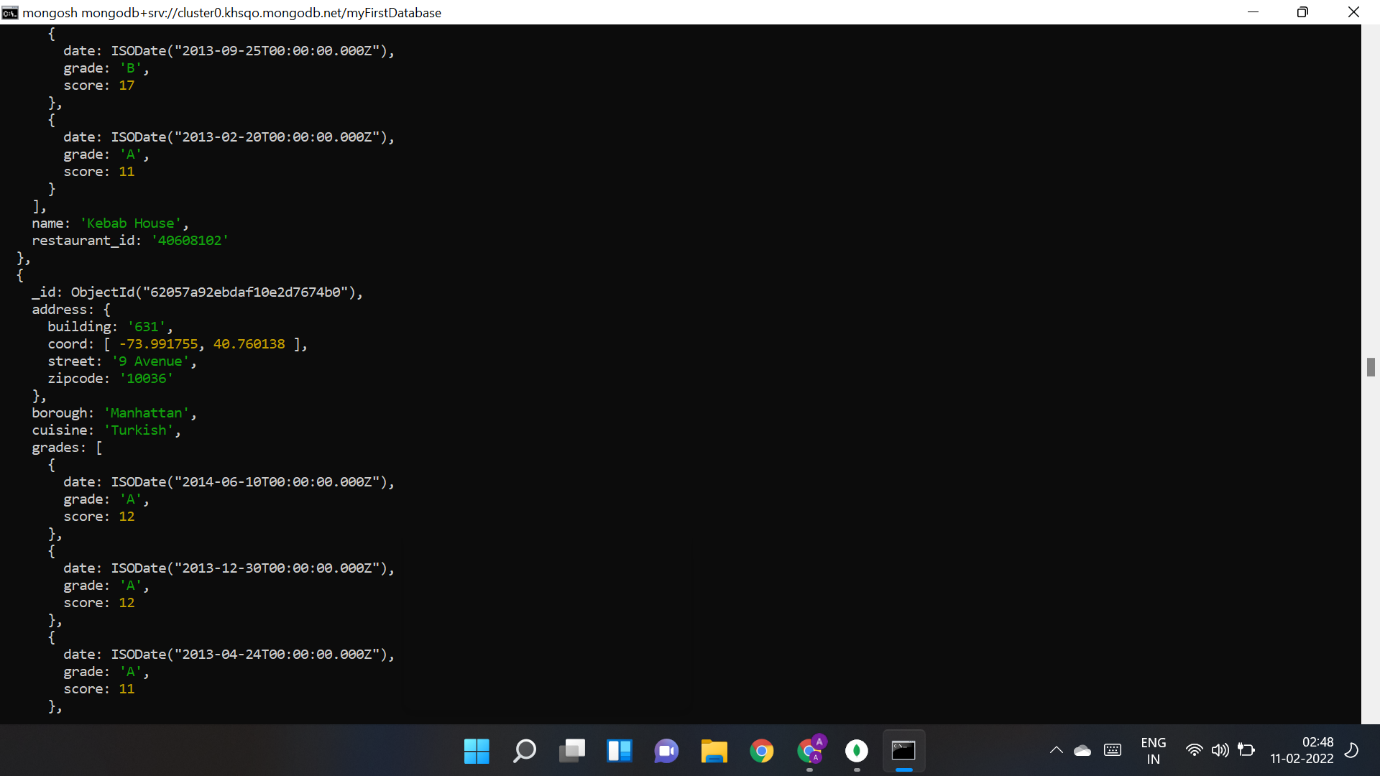 mongosh mongodb+srv://cluster0.khsqo.mongodb.net/myFirstDatabase
{
date: ISODate("2013-09-25T00:00:00.000Z"),
grade: 'B',
score: 17
},
{
date: ISODate("2013-02-20T00:00:00.000Z"),
grade: 'A',
score: 11
}
],
name: 'Kebab House',
restaurant_id: '40608102'
},
{
_id: ObjectId("62057a92ebdaf10e2d7674b0"),
address: {
building: '631',
coord: [ -73.991755, 40.760138 ],
street: '9 Avenue',
zipcode: '10036'
},
borough: 'Manhattan',
cuisine: 'Turkish',
grades: [
{
date: ISODate("2014-06-10T00:00:00.000Z"),
grade: 'A',
score: 12
},
{
date: ISODate("2013-12-30T00:00:00.000Z"),
grade: 'A',
score: 12
},
{
date: ISODate("2013-04-24T00:00:00.000Z"),
grade: 'A',
score: 11
},
ENG
IN
02:48
11-02-2022